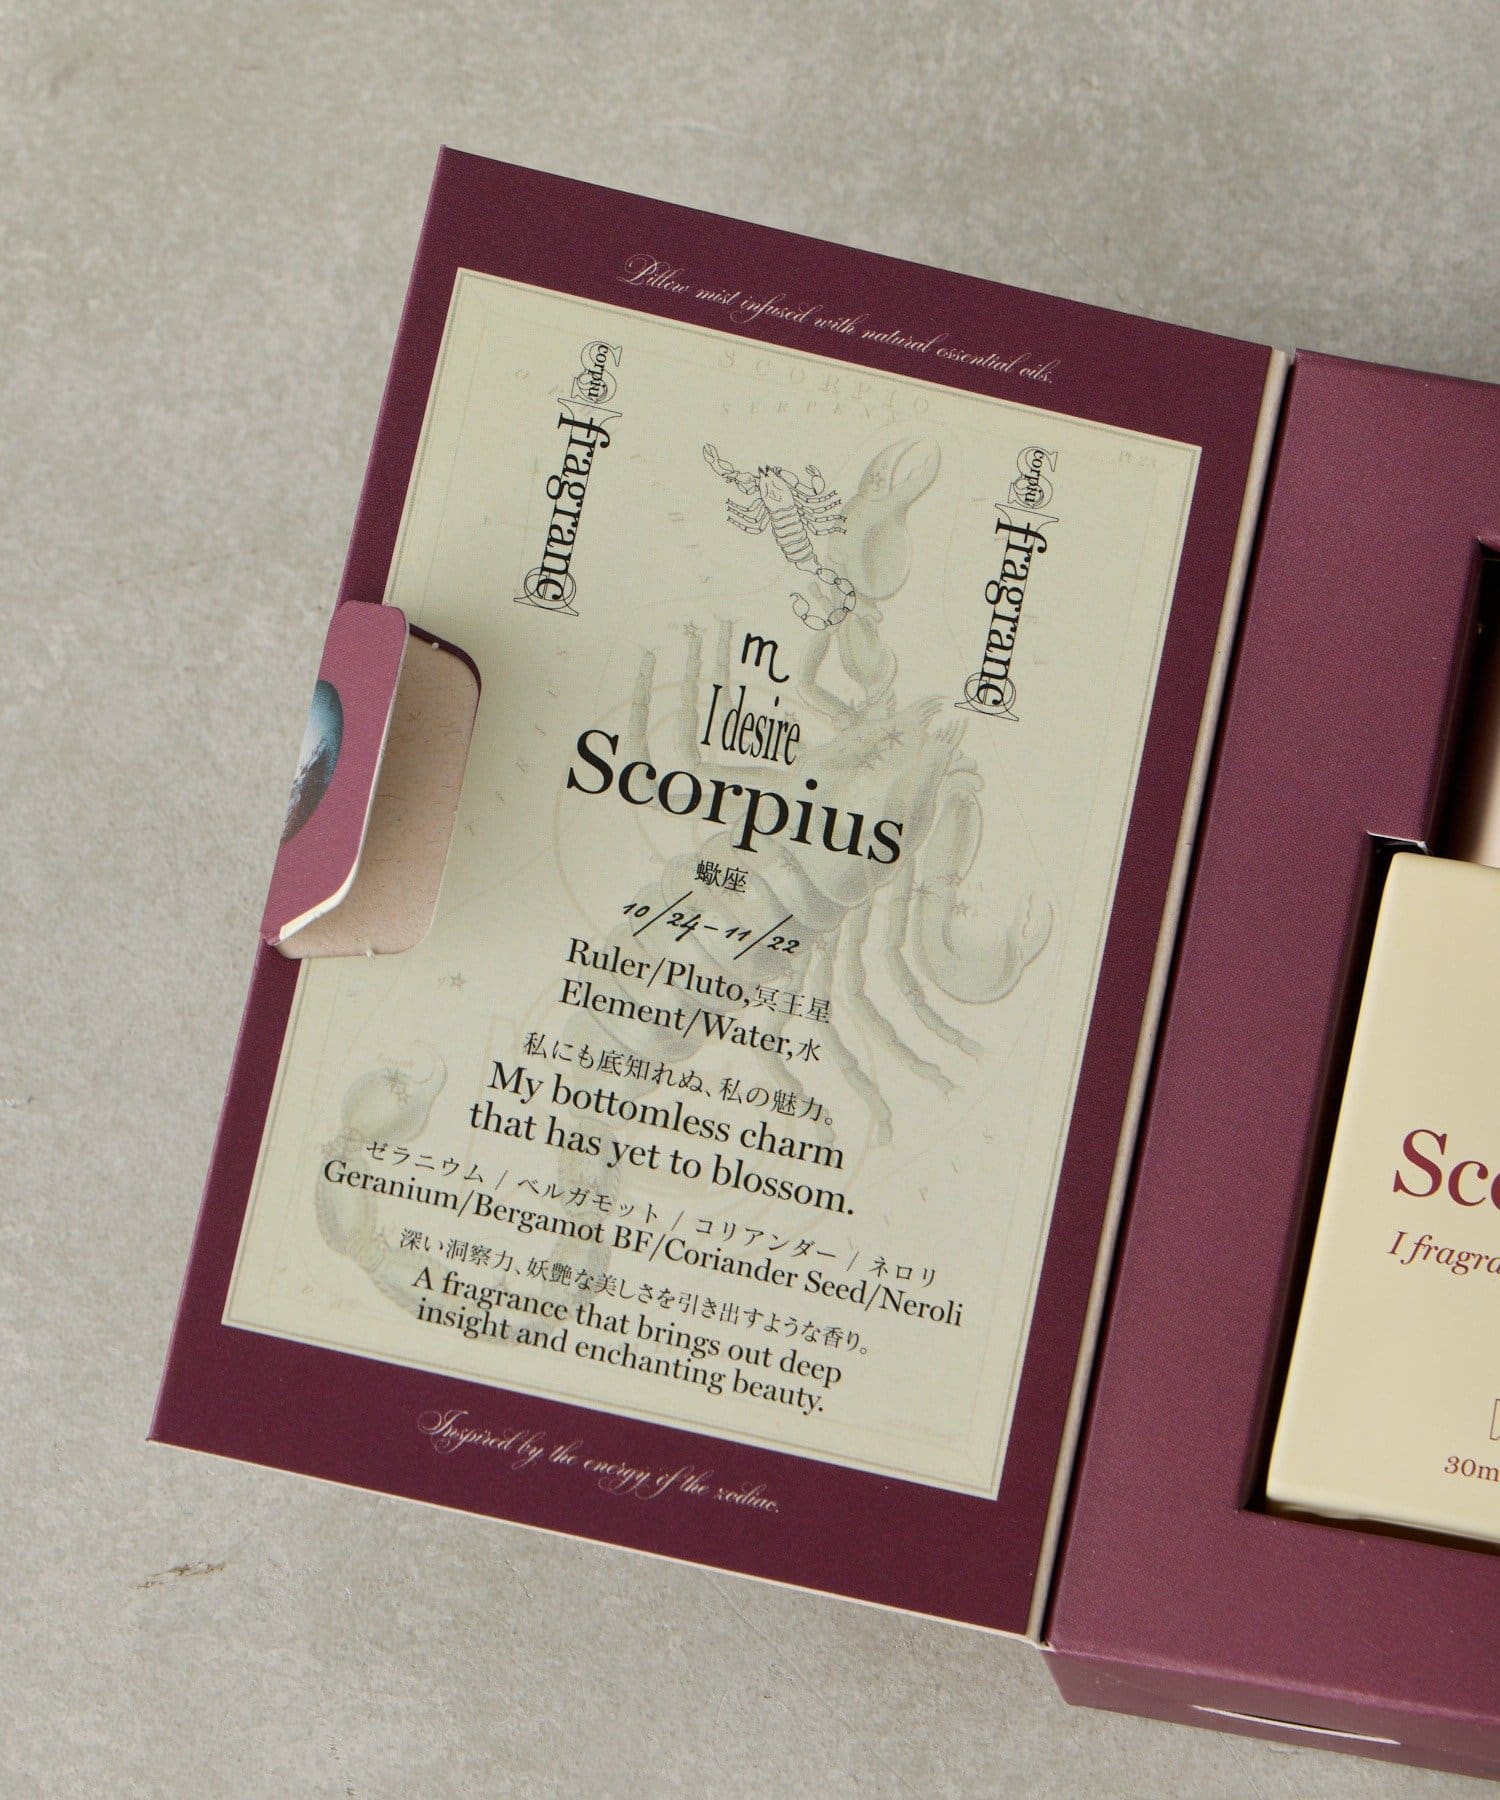 Pillow mist infused with natural essential oils.
SCORPIO
Scorpiu fragranc
Scorpiu fragranc
♏
I desire
Scorpius
蠍座
10/24-11/22
Ruler/Pluto,冥王星
Element/Water,水
私にも底知れぬ、私の魅力。
My bottomless charm
that has yet to blossom.
ゼラニウム / ベルガモット / コリアンダー / ネロリ
Geranium/Bergamot BF/Coriander Seed/Neroli
深い洞察力、妖艶な美しさを引き出すような香り。
A fragrance that brings out deep
insight and enchanting beauty.
Inspired by the energy of the zodiac.
Sc
I fragra
30m